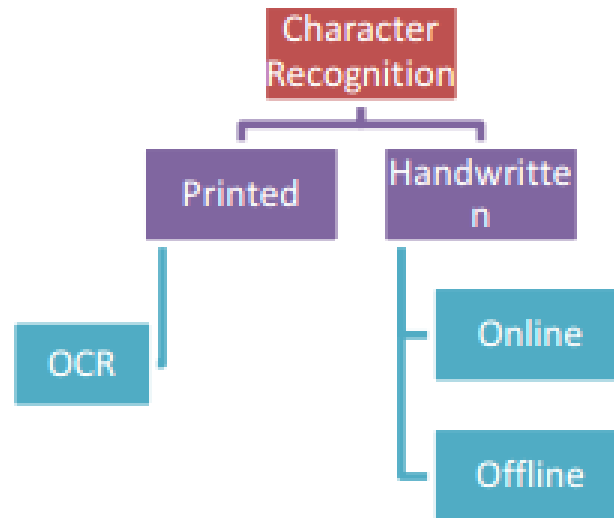 Character
Recognition
Printed
Handwritte
n
OCR
Online
Offline